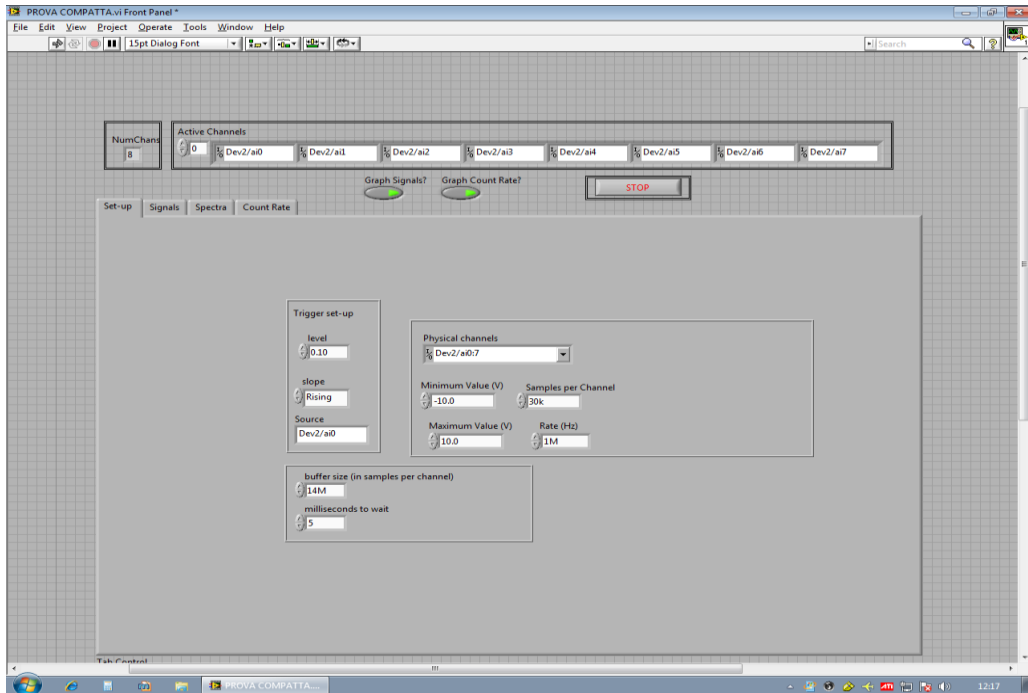 PROVA COMPATTA.vi Front Panel *
File Edit View Project Operate Tools Window Help
15pt Dialog Font
Search
NumChans
8
Active Channels
0 Dev2/ai0 Dev2/ai1 Dev2/ai2 Dev2/ai3 Dev2/ai4 Dev2/ai5 Dev2/ai6 Dev2/ai7
Graph Signals? Graph Count Rate?
STOP
Set-up Signals Spectra Count Rate
Trigger set-up
level
0.10
slope
Rising
Source
Dev2/ai0
Physical channels
Dev2/ai0:7
Minimum Value (V) Samples per Channel
-10.0 30k
Maximum Value (V) Rate (Hz)
10.0 1M
buffer size (in samples per channel)
14M
milliseconds to wait
5
Tab Control
PROVA COMPATTA....
ATI
12:17